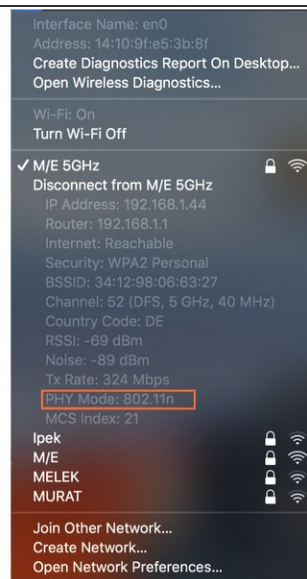 Interface Name: en0
Address: 14:10:9f:e5:3b:8f
Create Diagnostics Report On Desktop...
Open Wireless Diagnostics...
Wi-Fi: On
Turn Wi-Fi Off
✓ M/E 5GHz
Disconnect from M/E 5GHz
IP Address: 192.168.1.44
Router: 192.168.1.1
Internet: Reachable
Security: WPA2 Personal
BSSID: 34:12:98:06:63:27
Channel: 52 (DFS, 5 GHz, 40 MHz)
Country Code: DE
RSSI: -69 dBm
Noise: -89 dBm
Tx Rate: 324 Mbps
PHY Mode: 802.11n
MCS Index: 21
Ipek
M/E
MELEK
MURAT
Join Other Network...
Create Network...
Open Network Preferences...